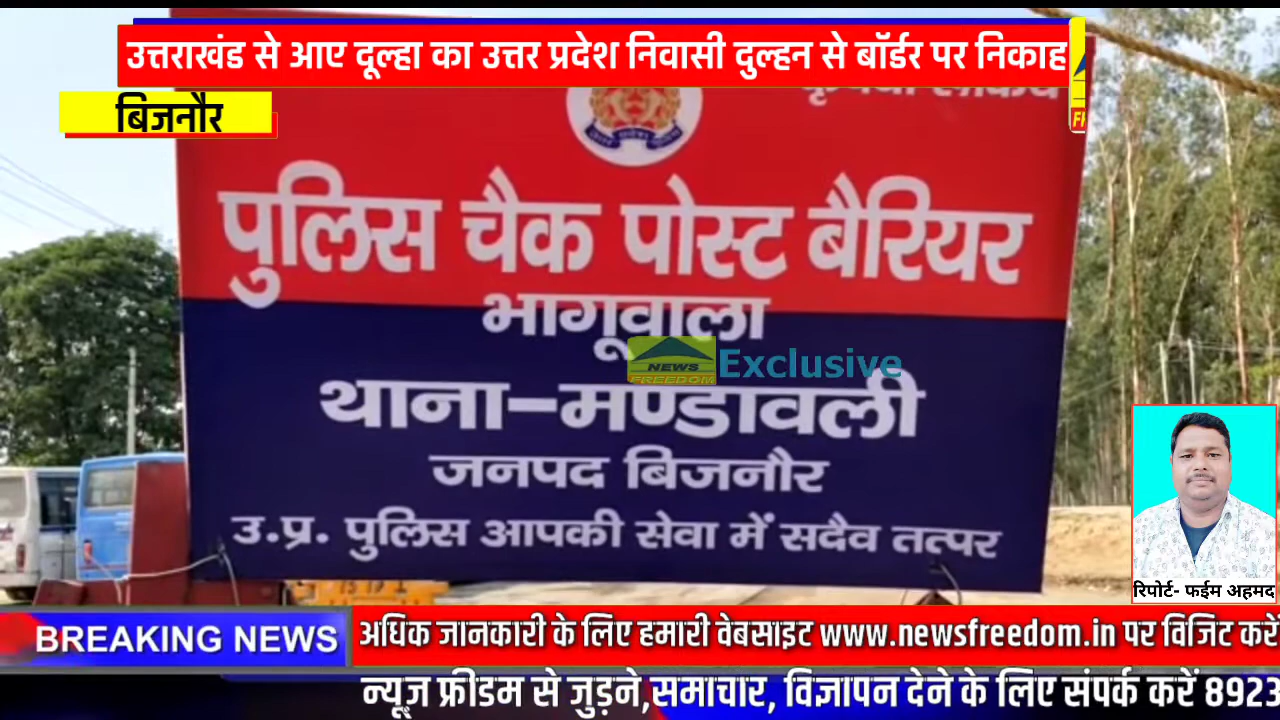 उत्तराखंड से आए दूल्हा का उत्तर प्रदेश निवासी दुल्हन से बॉर्डर पर निकाह
बिजनौर
पुलिस चैक पोस्ट बैरियर
भागूवाला
NEWS
FREEDOM
Exclusive
थाना-मण्डावली
जनपद बिजनौर
उ.प्र. पुलिस आपकी सेवा में सदैव तत्पर
रिपोर्ट- फईम अहमद
BREAKING NEWS
अधिक जानकारी के लिए हमारी वेबसाइट www.newsfreedom.in पर विजिट करें
न्यूज़ फ्रीडम से जुड़ने,समाचार, विज्ञापन देने के लिए संपर्क करें 8923